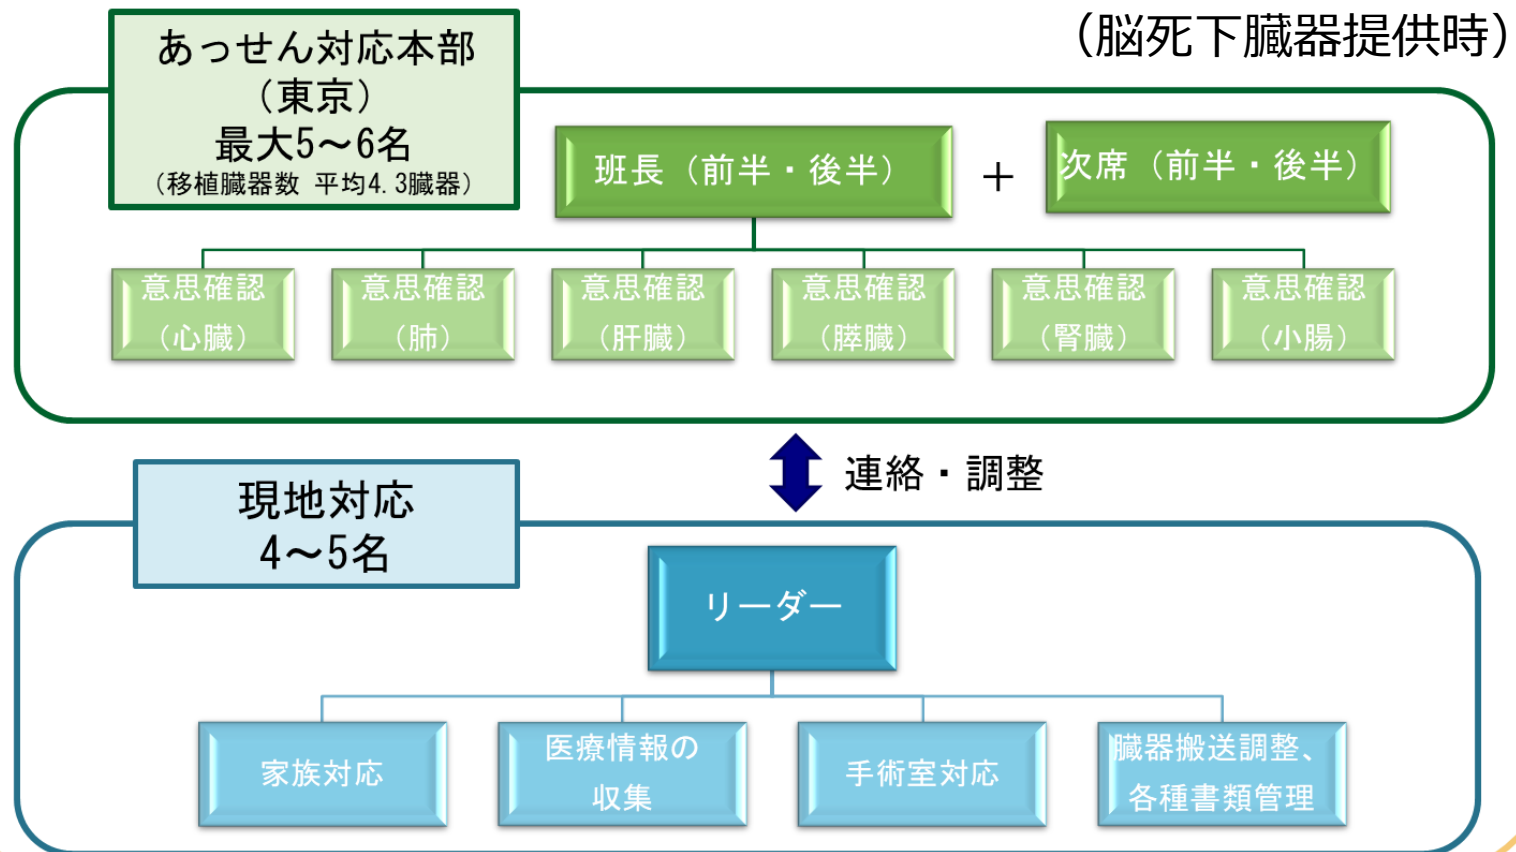 （脳死下臓器提供時）
あっせん対応本部
（東京）
最大5～6名
（移植臓器数 平均4.3臓器）
班長（前半・後半）
＋
次席（前半・後半）
意思確認
（心臓）
意思確認
（肺）
意思確認
（肝臓）
意思確認
（膵臓）
意思確認
（腎臓）
意思確認
（小腸）
連絡・調整
現地対応
4～5名
リーダー
家族対応
医療情報の
収集
手術室対応
臓器搬送調整、
各種書類管理